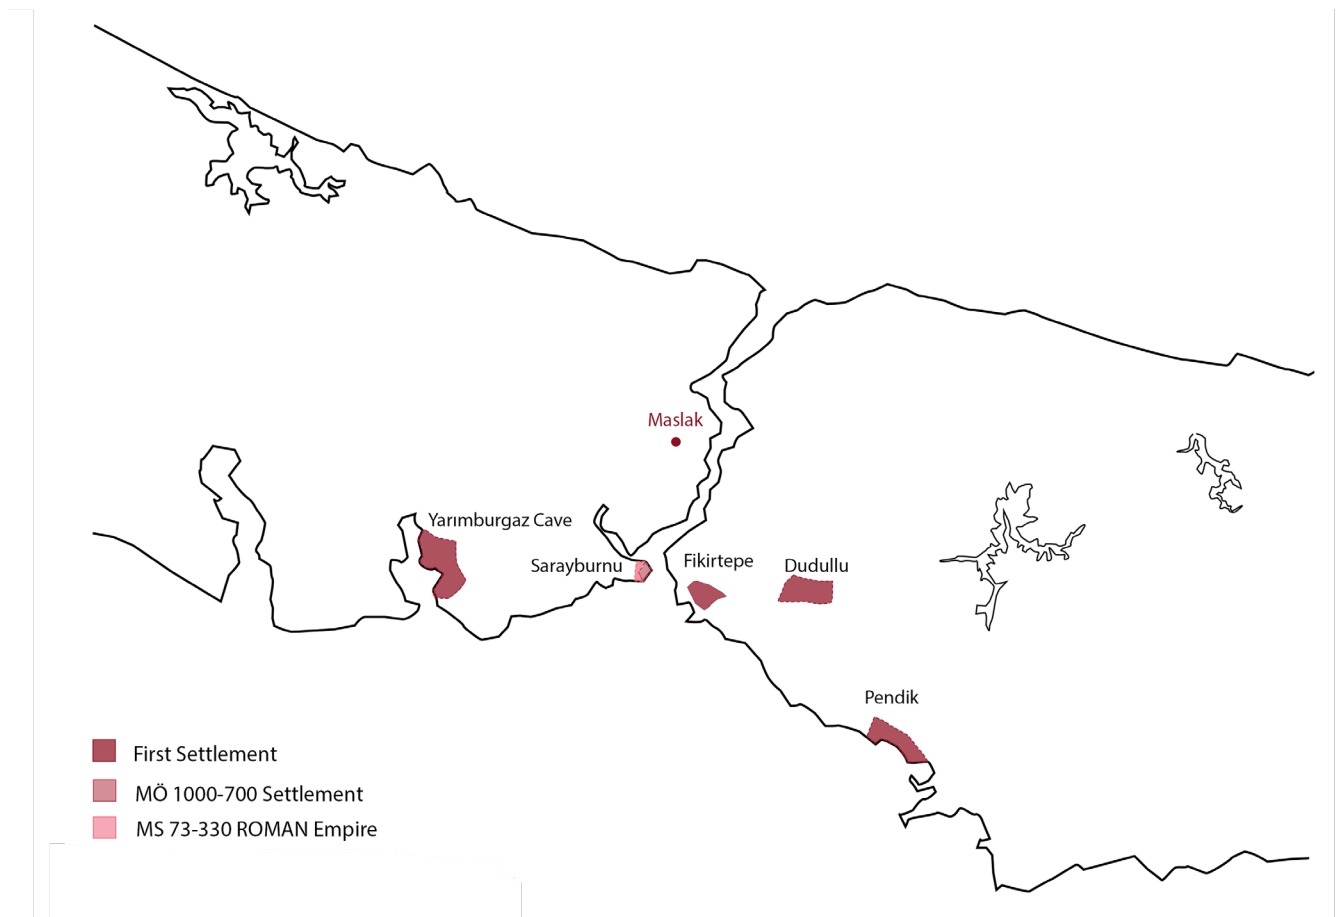 Maslak
Yarımburgaz Cave
Sarayburnu
Fikirtepe
Dudullu
Pendik
First Settlement
MÖ 1000-700 Settlement
MS 73-330 ROMAN Empire